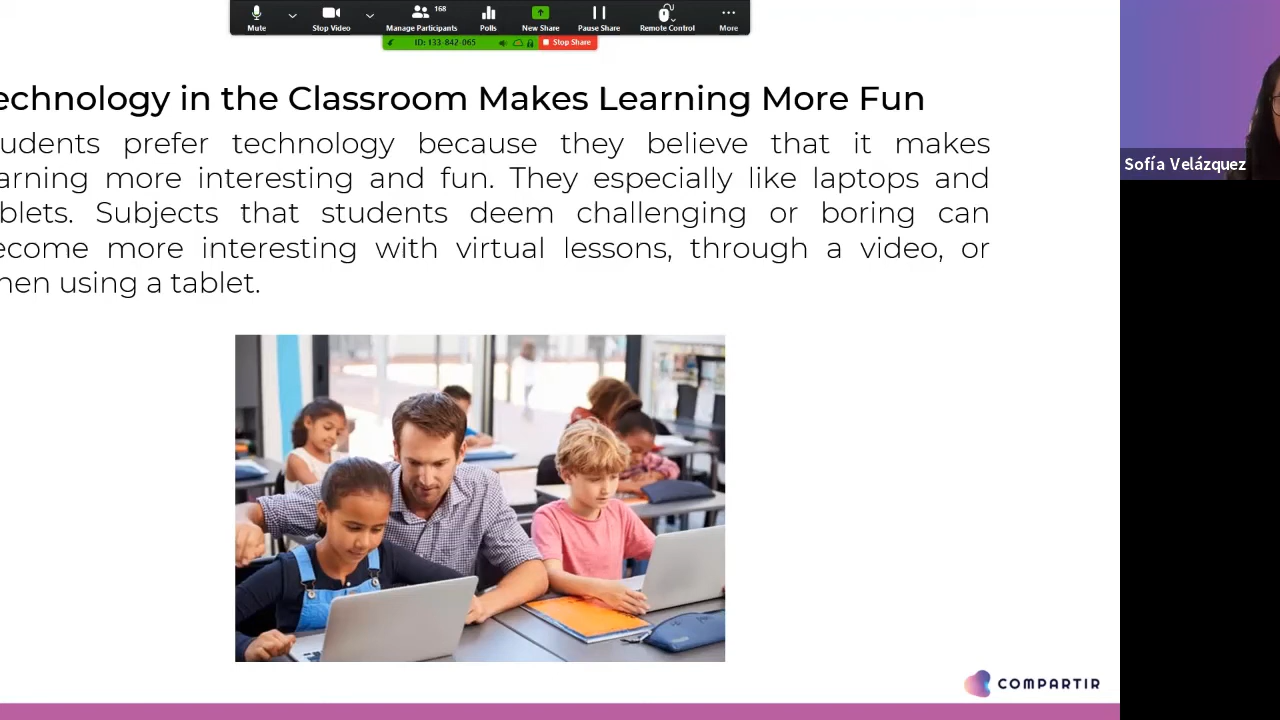 Mute
Stop Video
Manage Participants
168
Polls
New Share
Pause Share
Remote Control
More
ID: 133-842-065
Stop Share
echnology in the Classroom Makes Learning More Fun
udents prefer technology because they believe that it makes
arning more interesting and fun. They especially like laptops and
blets. Subjects that students deem challenging or boring can
ecome more interesting with virtual lessons, through a video, or
hen using a tablet.
Sofía Velázquez
COMPARTIR